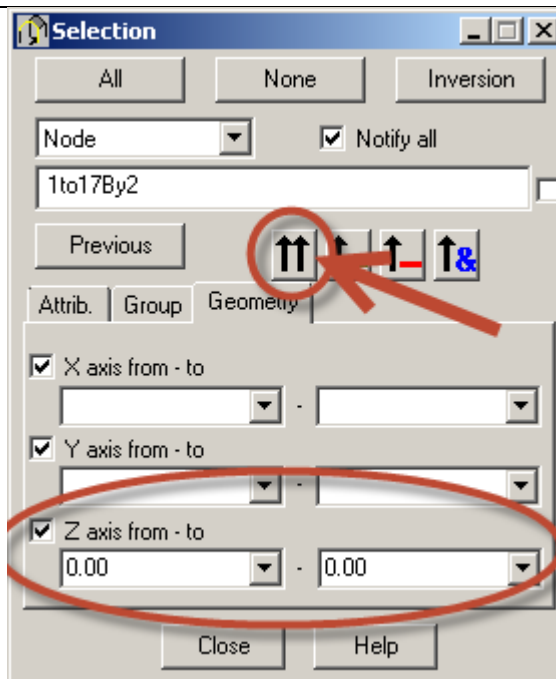 Selection
All None Inversion
Node Notify all
1to17By2
Previous &
Attrib. Group Geometry
X axis from - to
-
Y axis from - to
-
Z axis from - to
0.00 - 0.00
Close Help